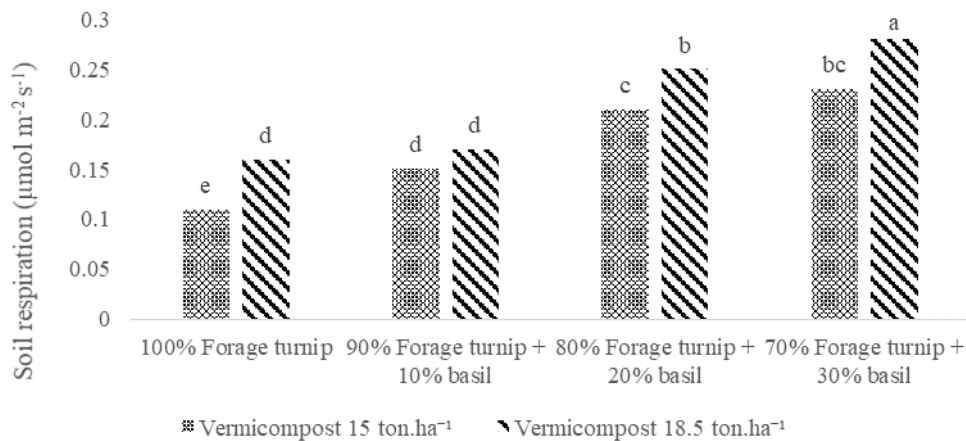 Soil respiration (µmol m⁻² s⁻¹)
0.3
0.25
0.2
0.15
0.1
0.05
0
e
d
d
d
c
b
bc
a
100% Forage turnip
90% Forage turnip +
10% basil
80% Forage turnip +
20% basil
70% Forage turnip +
30% basil
Vermicompost 15 ton.ha⁻¹
Vermicompost 18.5 ton.ha⁻¹